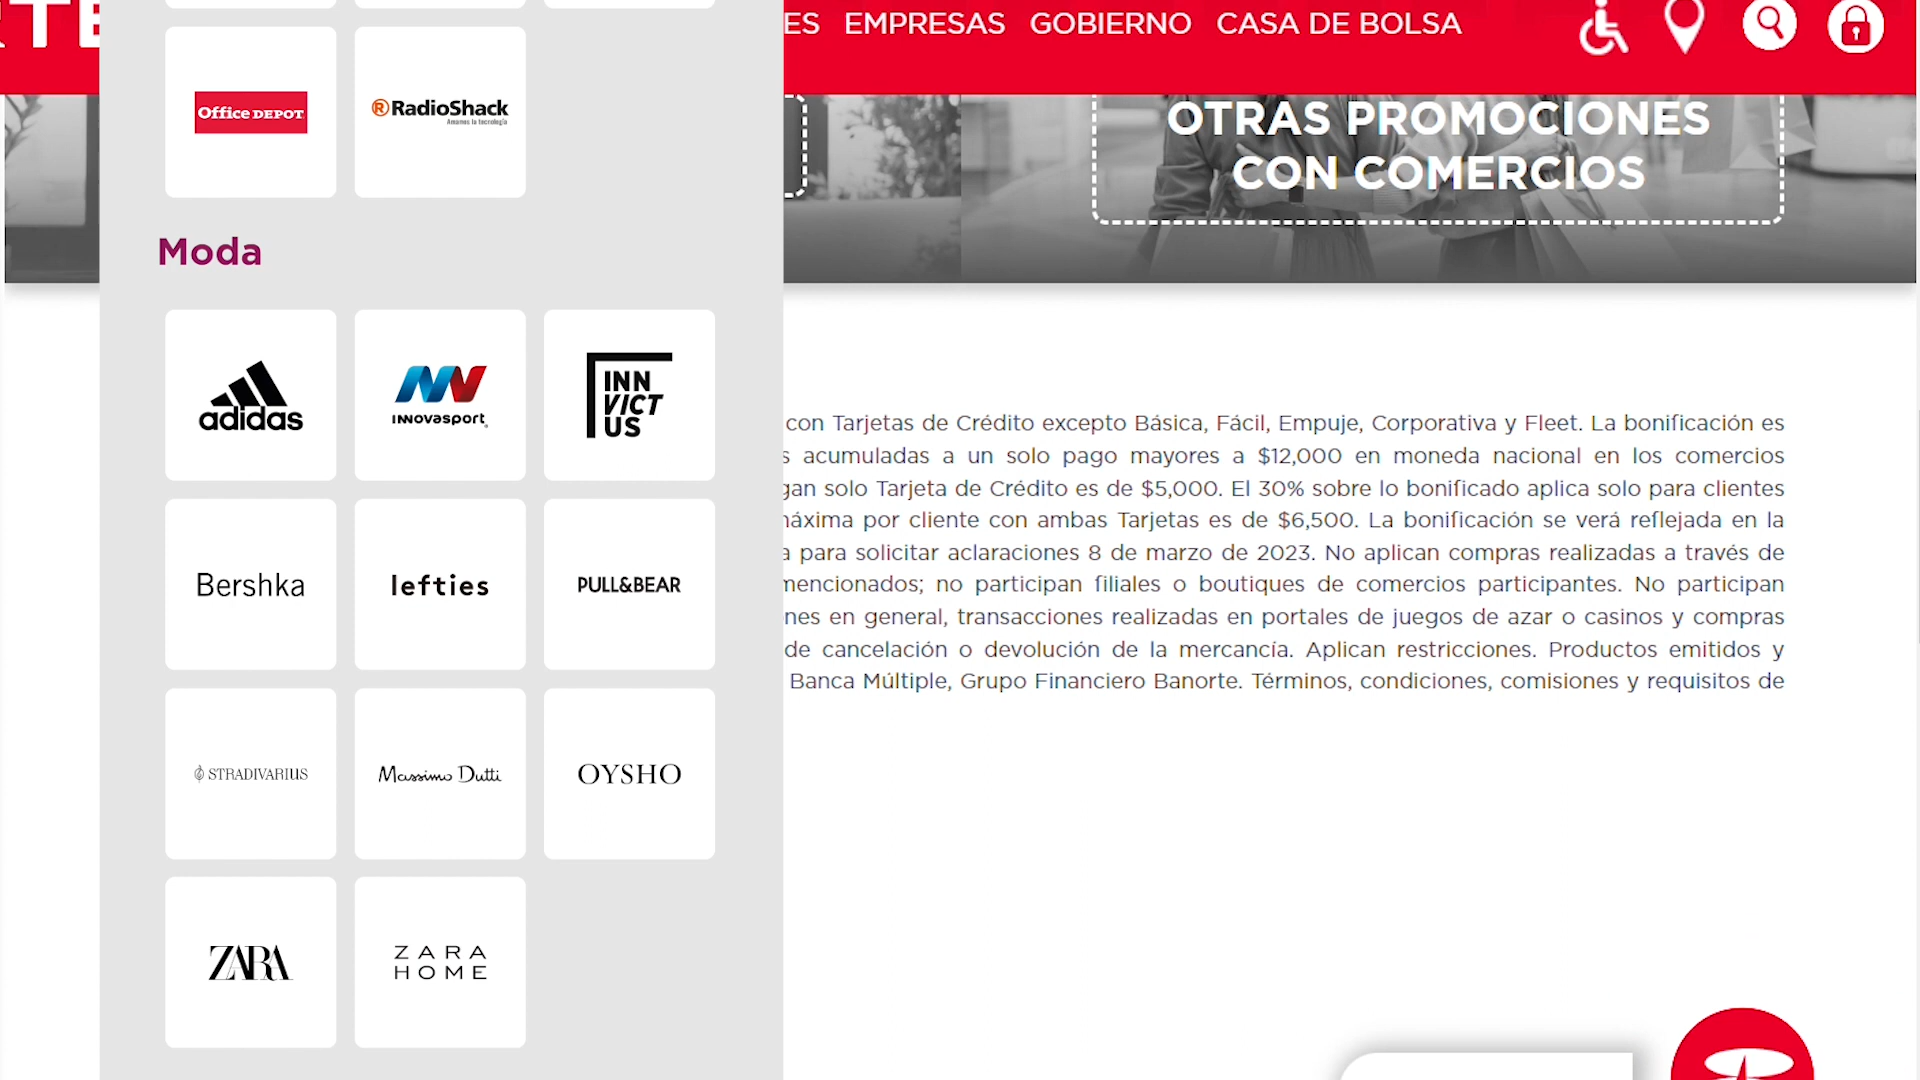 RTE
ES EMPRESAS GOBIERNO CASA DE BOLSA
Office DEPOT
RadioShack
Amamos la tecnología
OTRAS PROMOCIONES
CON COMERCIOS
Moda
adidas
INNOVASPORT
INN
VICT
US
Bershka
lefties
PULL&BEAR
STRADIVARIUS
Massimo Dutti
OYSHO
ZARA
ZARA
HOME
con Tarjetas de Crédito excepto Básica, Fácil, Empuje, Corporativa y Fleet. La bonificación es
s acumuladas a un solo pago mayores a $12,000 en moneda nacional en los comercios
gan solo Tarjeta de Crédito es de $5,000. El 30% sobre lo bonificado aplica solo para clientes
máxima por cliente con ambas Tarjetas es de $6,500. La bonificación se verá reflejada en la
a para solicitar aclaraciones 8 de marzo de 2023. No aplican compras realizadas a través de
mencionados; no participan filiales o boutiques de comercios participantes. No participan
nes en general, transacciones realizadas en portales de juegos de azar o casinos y compras
de cancelación o devolución de la mercancía. Aplican restricciones. Productos emitidos y
Banca Múltiple, Grupo Financiero Banorte. Términos, condiciones, comisiones y requisitos de